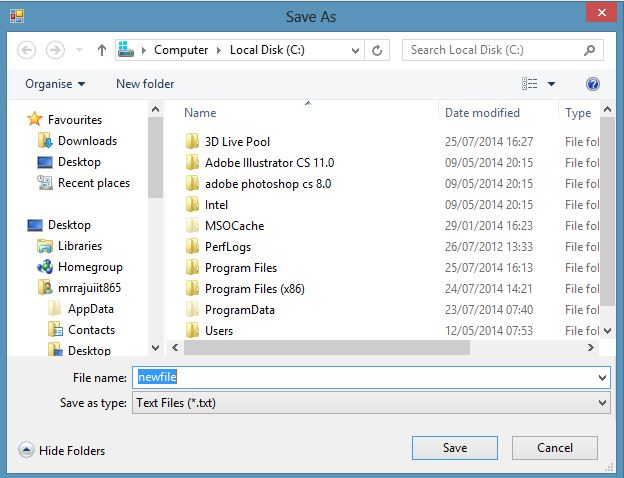 Save As
Computer Local Disk (C:) Search Local Disk (C:)
Organise New folder
Name Date modified Type
Favourites
Downloads
Desktop
Recent places
Desktop
Libraries
Homegroup
mrrajuiit865
AppData
Contacts
Desktop
3D Live Pool 25/07/2014 16:27 File fol
Adobe Illustrator CS 11.0 09/05/2014 20:15 File fol
adobe photoshop cs 8.0 09/05/2014 20:15 File fol
Intel 09/05/2014 20:15 File fol
MSOCache 29/01/2014 16:23 File fol
PerfLogs 26/07/2012 13:33 File fol
Program Files 25/07/2014 16:13 File fol
Program Files (x86) 24/07/2014 14:21 File fol
ProgramData 23/07/2014 07:40 File fol
Users 12/05/2014 07:53 File fol
File name: newfile
Save as type: Text Files (*.txt)
Hide Folders Save Cancel